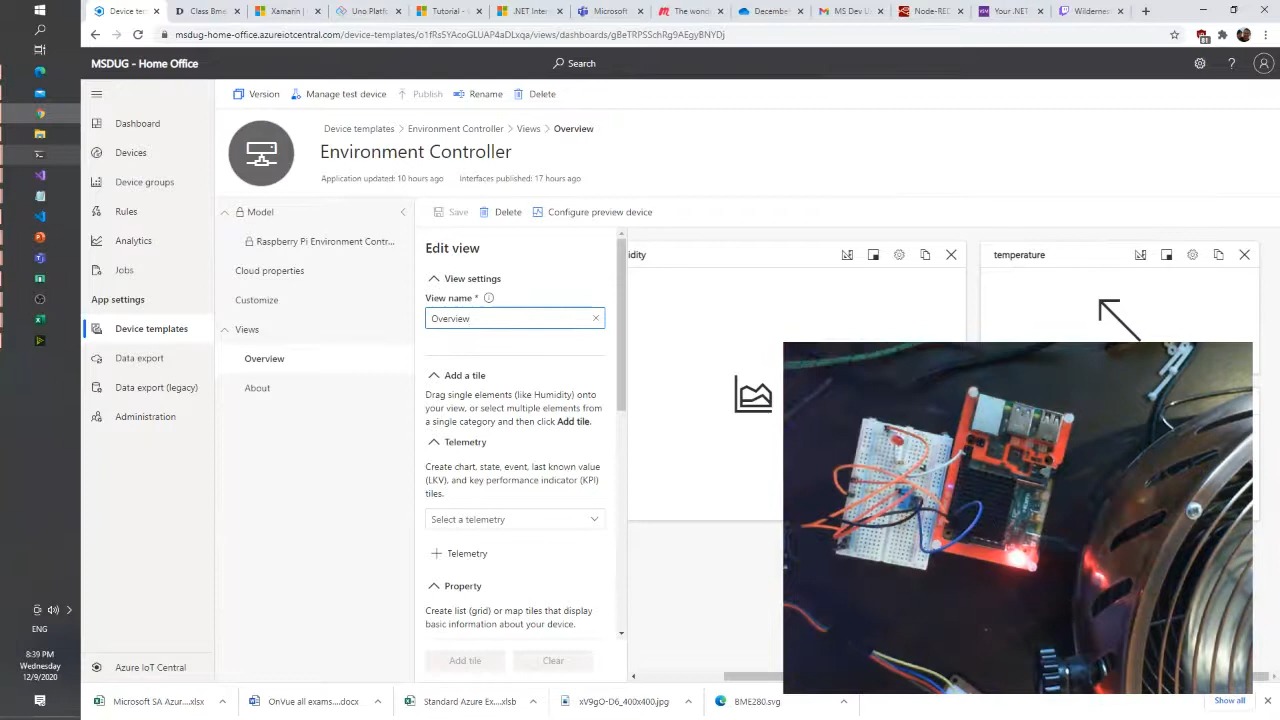 Device ten
Class Bme
Xamarin |
Uno Platfo
Tutorial -
.NET Inter
Microsoft
The wond
December
MS Dev U
Node-RED
Your .NET
Wildernes
msdug-home-office.azureiotcentral.com/device-templates/o1fRs5YAcoGLUAP4aDLxqa/views/dashboards/gBeTRPSSchRg9AEgyBNYDj
MSDUG - Home Office
Search
Version
Manage test device
Publish
Rename
Delete
Dashboard
Devices
Device groups
Rules
Analytics
Jobs
App settings
Device templates
Data export
Data export (legacy)
Administration
Azure IoT Central
Device templates > Environment Controller > Views > Overview
Environment Controller
Application updated: 10 hours ago Interfaces published: 17 hours ago
Model
Raspberry Pi Environment Contr...
Cloud properties
Customize
Views
Overview
About
Save
Delete
Configure preview device
Edit view
View settings
View name *
Overview
Add a tile
Drag single elements (like Humidity) onto
your view, or select multiple elements from
a single category and then click Add tile.
Telemetry
Create chart, state, event, last known value
(LKV), and key performance indicator (KPI)
tiles.
Select a telemetry
Telemetry
Property
Create list (grid) or map tiles that display
basic information about your device.
Add tile
Clear
idity
temperature
ENG
8:39 PM
Wednesday
12/9/2020
Microsoft SA Azur....xlsx
OnVue all exams....docx
Standard Azure Ex....xlsb
xV9gO-D6_400x400.jpg
BME280.svg
Show all